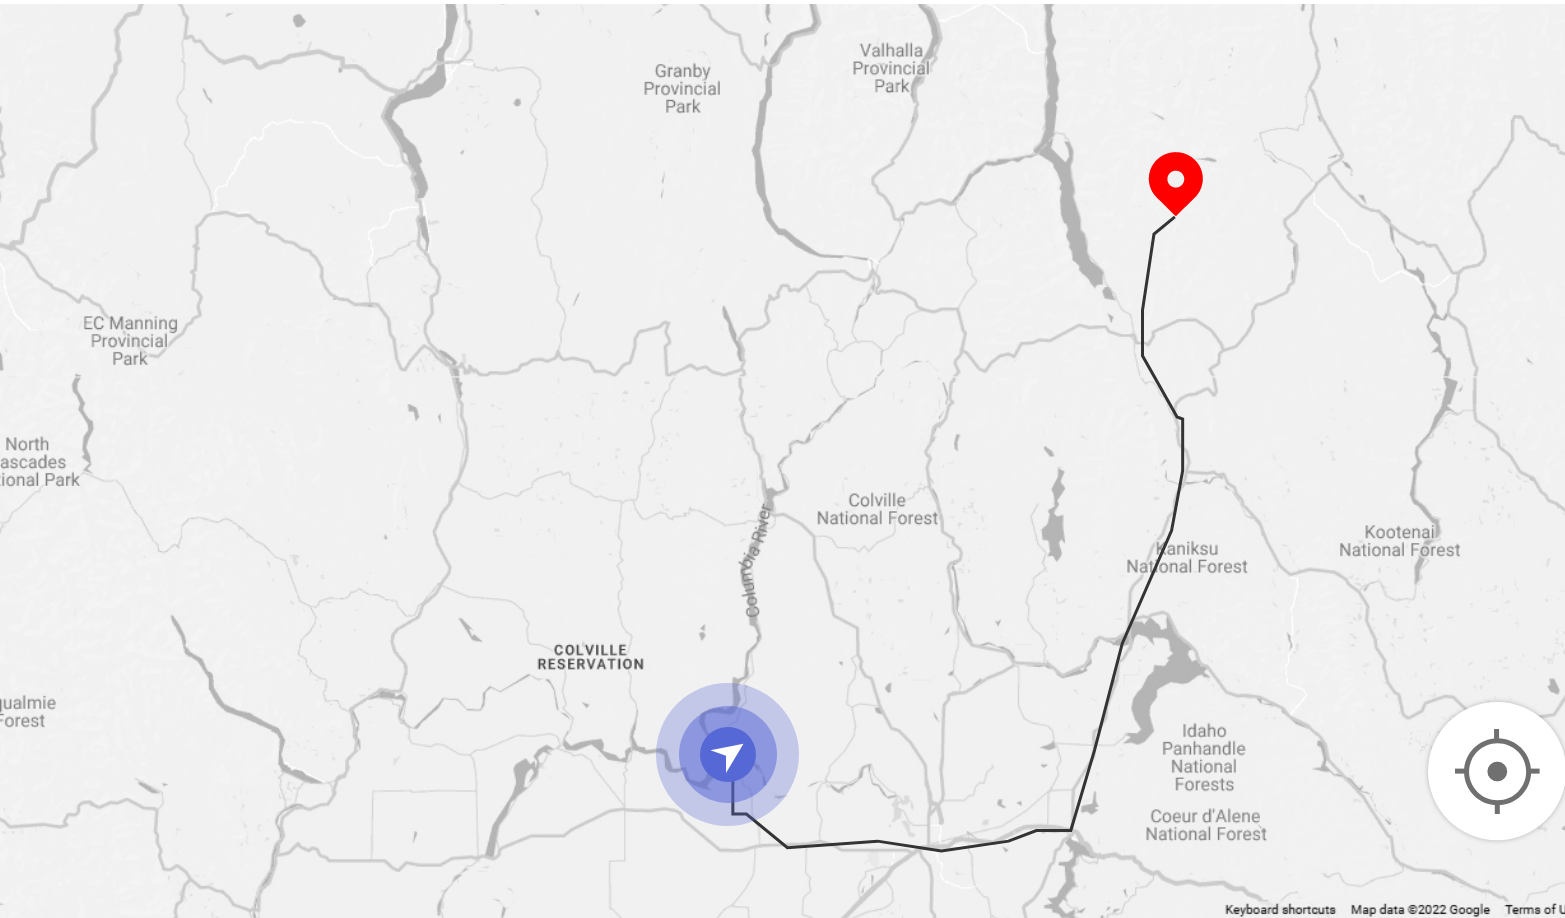 Valhalla
Provincial
Park
Granby
Provincial
Park
EC Manning
Provincial
Park
North
ascades
ional Park
Colville
National Forest
Columbia River
Kaniksu
National Forest
Kootenai
National Forest
COLVILLE
RESERVATION
qualmie
Forest
Idaho
Panhandle
National
Forests
Coeur d'Alene
National Forest
Keyboard shortcuts Map data ©2022 Google Terms of U